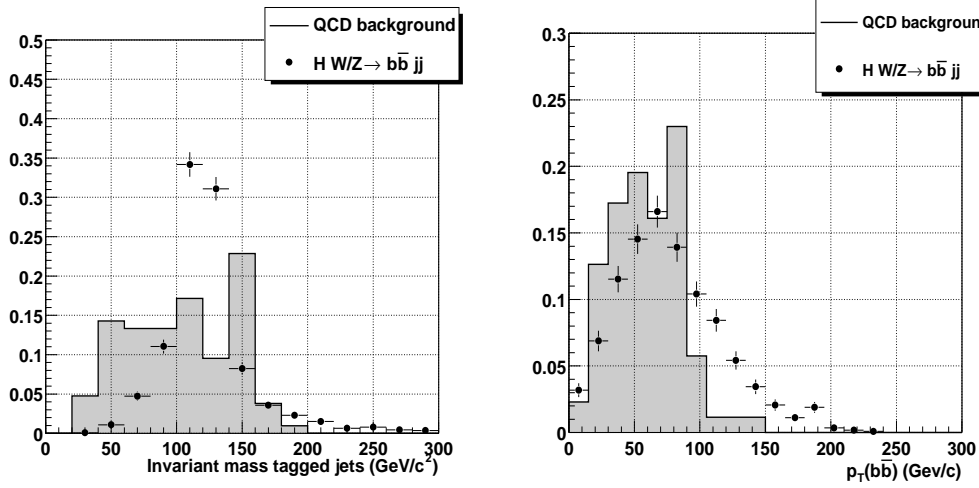 QCD background
H W/Z→ bb̅ jj
0.5
0.45
0.4
0.35
0.3
0.25
0.2
0.15
0.1
0.05
0
0 50 100 150 200 250 300
Invariant mass tagged jets (GeV/c²)
QCD background
H W/Z→ bb̅ jj
0.3
0.25
0.2
0.15
0.1
0.05
0
0 50 100 150 200 250 300
p_T(bb̅) (Gev/c)